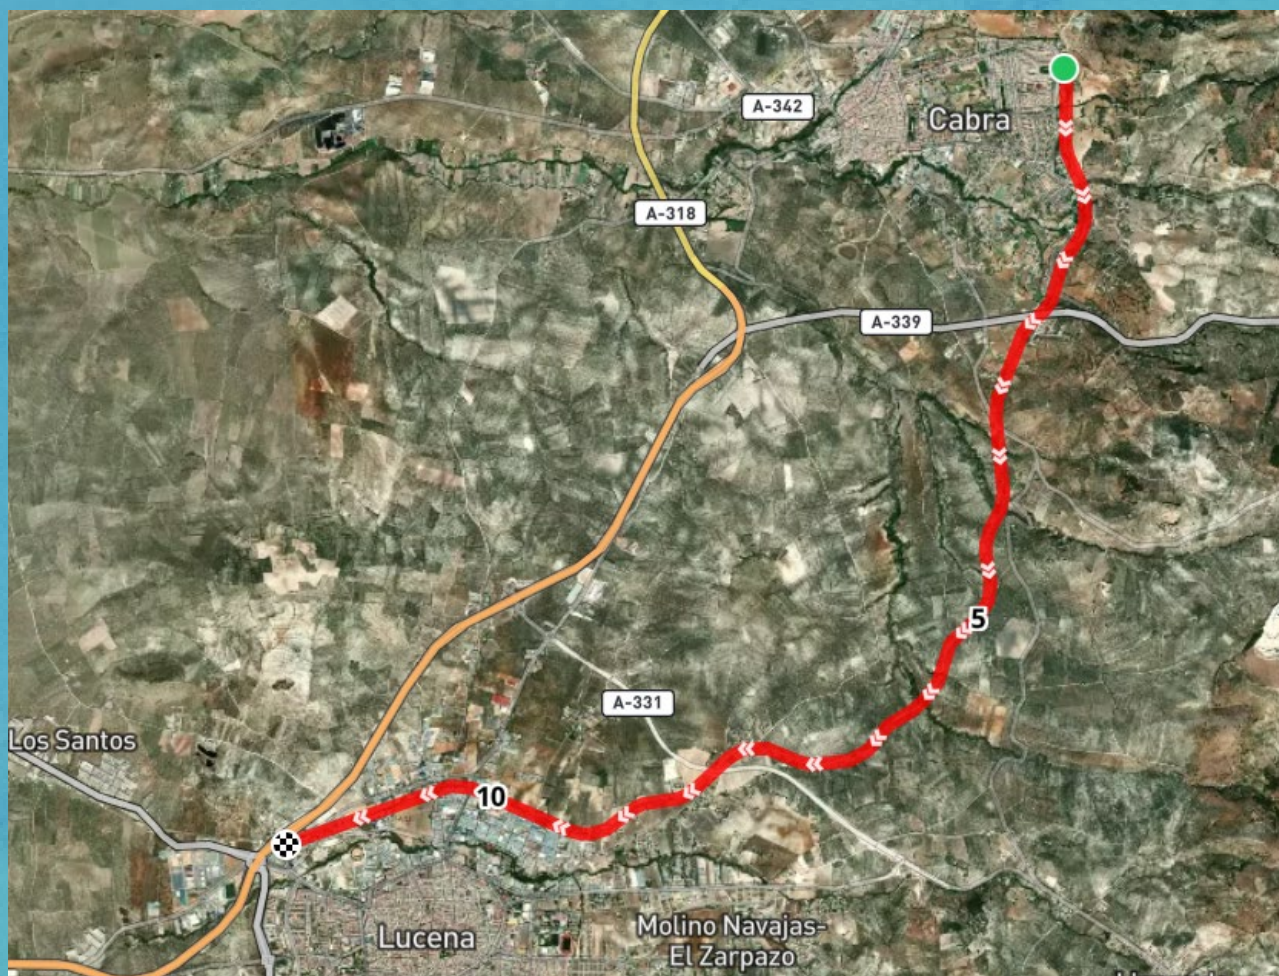 A-342
Cabra
A-318
A-339
5
A-331
Los Santos
10
Molino Navajas-
El Zarpazo
Lucena